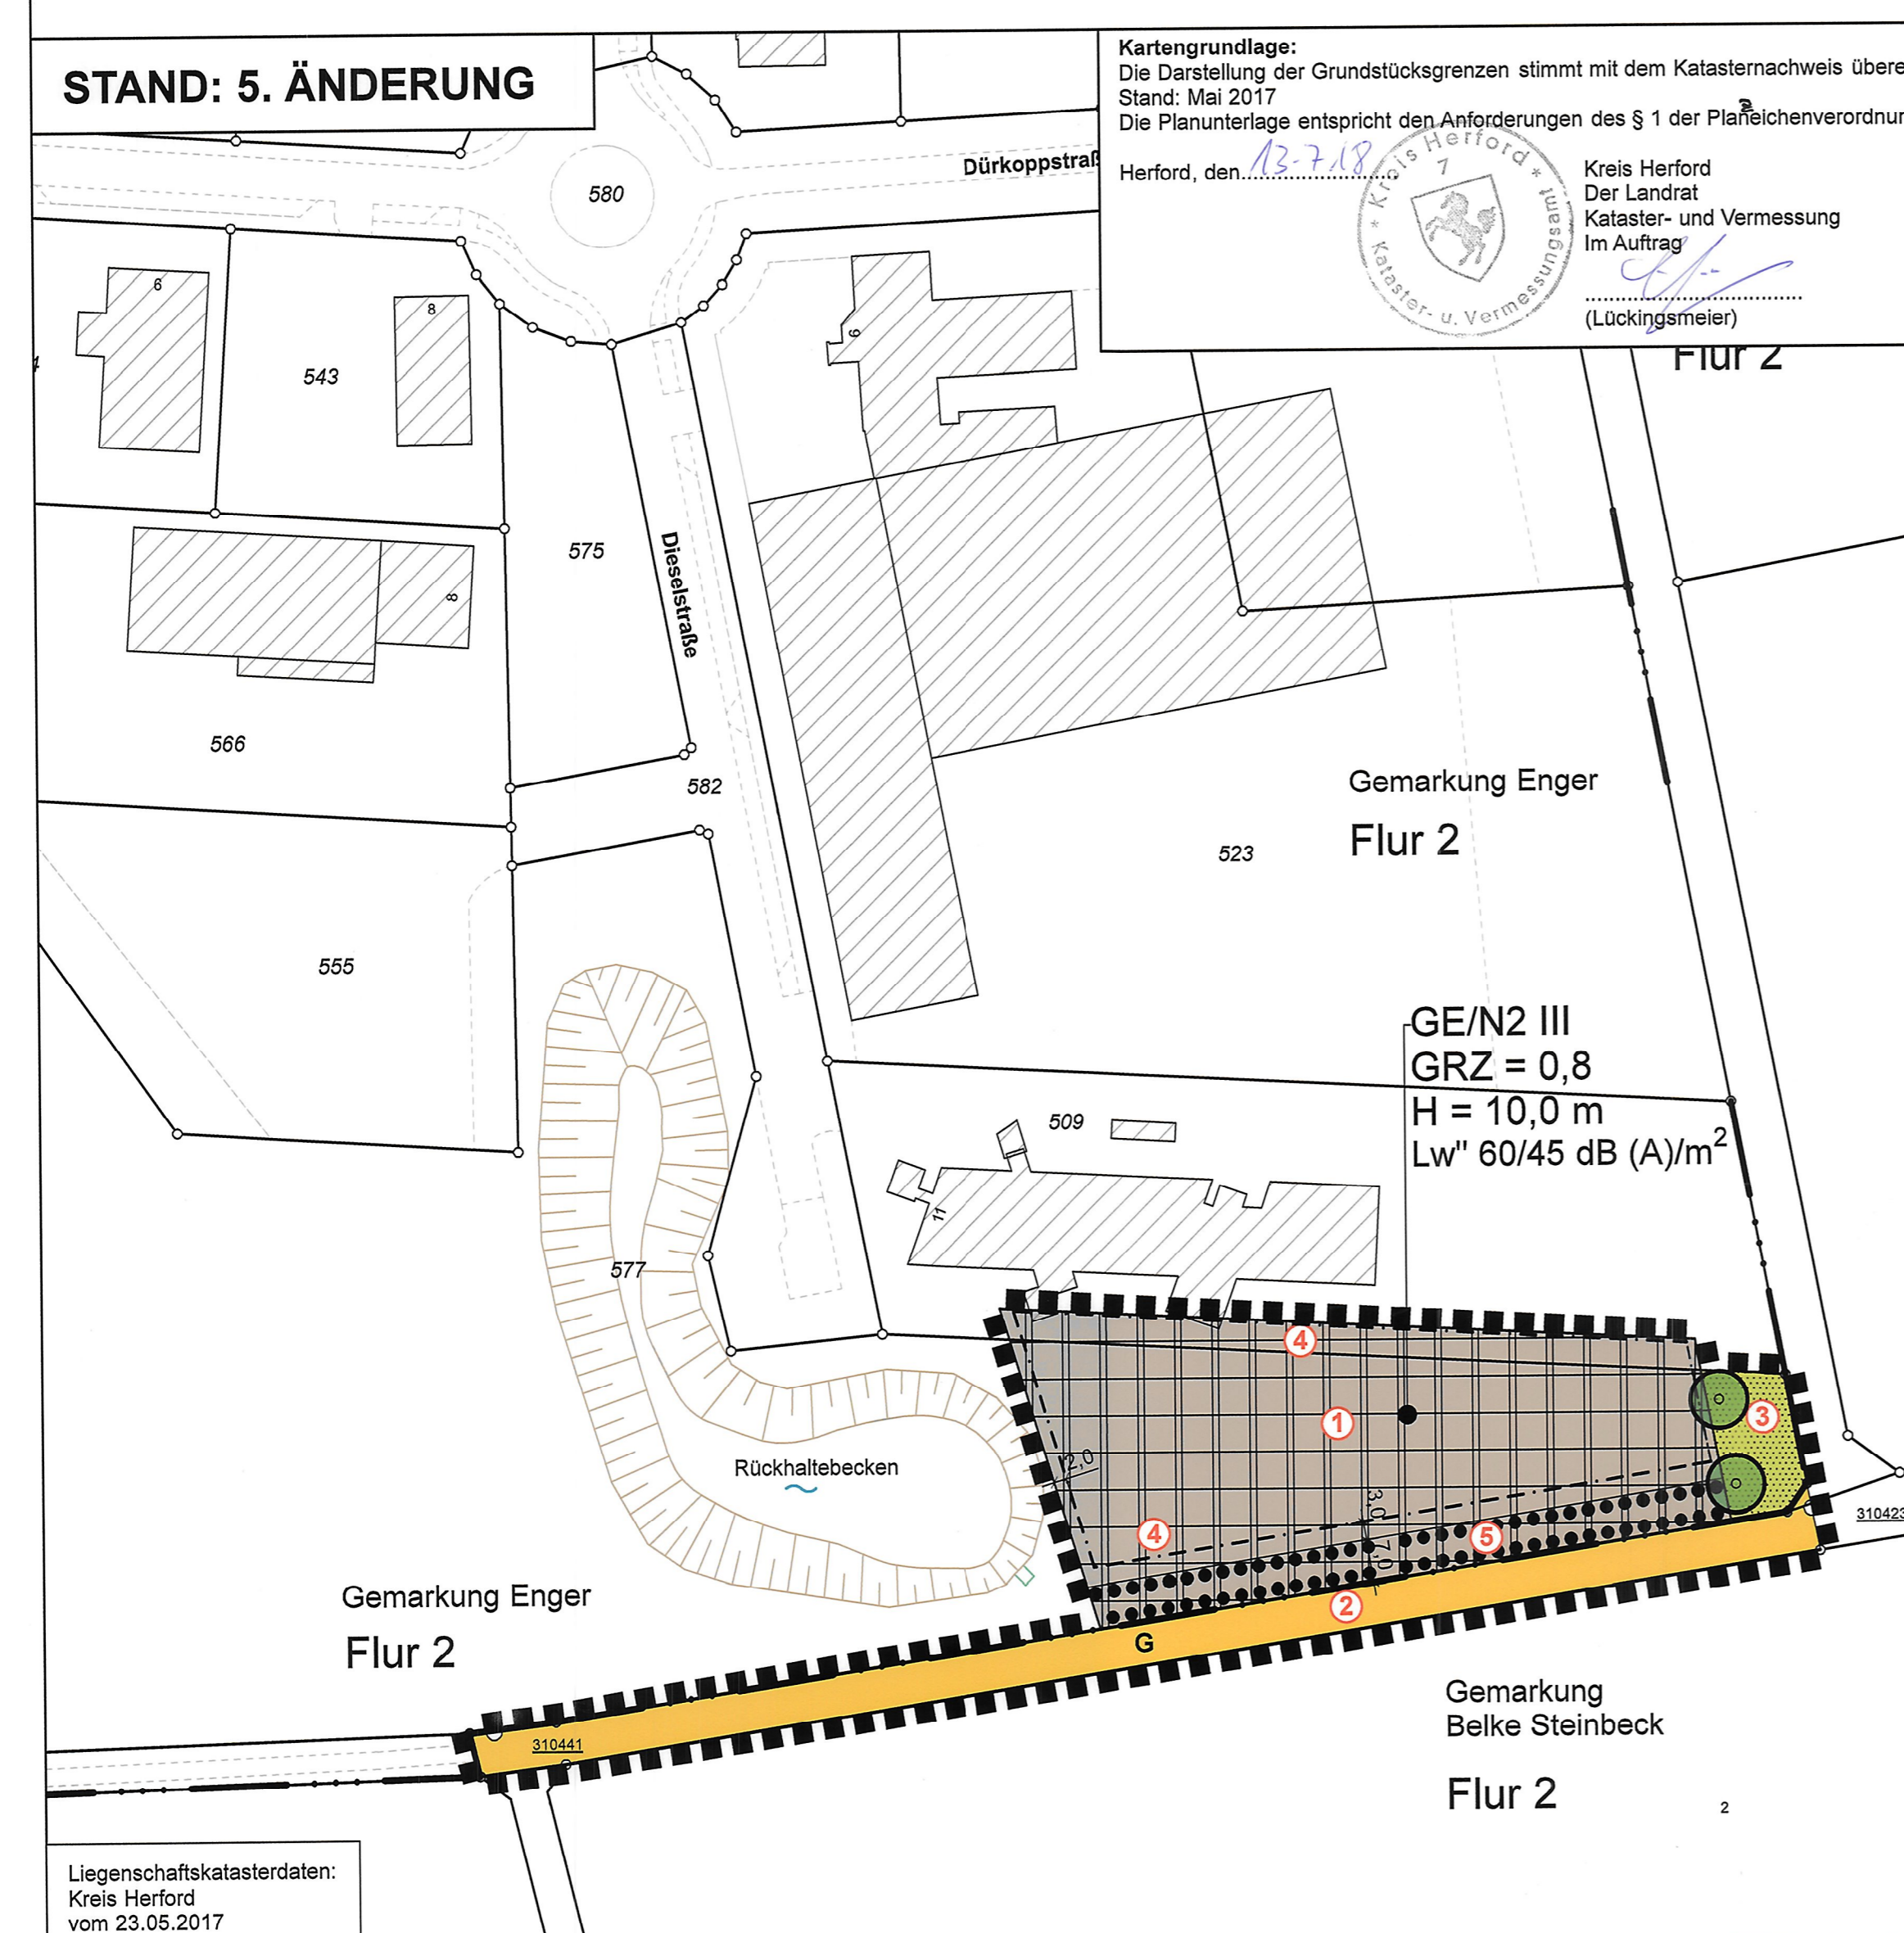 STAND: 5. ÄNDERUNG
Kartengrundlage:
Die Darstellung der Grundstücksgrenzen stimmt mit dem Katasternachweis übere
Stand: Mai 2017
Die Planunterlage entspricht den Anforderungen des § 1 der Planzeichenverordnur
Herford, den 13.7.18
Kreis Herford
Der Landrat
Kataster- und Vermessung
Im Auftrag
(Lückingsmeier)
* Kreis Herford *
7
Kataster- u. Vermessungsamt
Dürkoppstraß
580
6
8
543
4
9
Flur 2
575
Dieselstraße
8
566
582
Gemarkung Enger
Flur 2
523
555
GE/N2 III
GRZ = 0,8
H = 10,0 m
Lw" 60/45 dB (A)/m²
509
11
577
4
1
3
2,0
Rückhaltebecken
3,0
4
5
7,0
310423
2
G
Gemarkung Enger
Flur 2
310441
Gemarkung
Belke Steinbeck
Flur 2
2
Liegenschaftskatasterdaten:
Kreis Herford
vom 23.05.2017